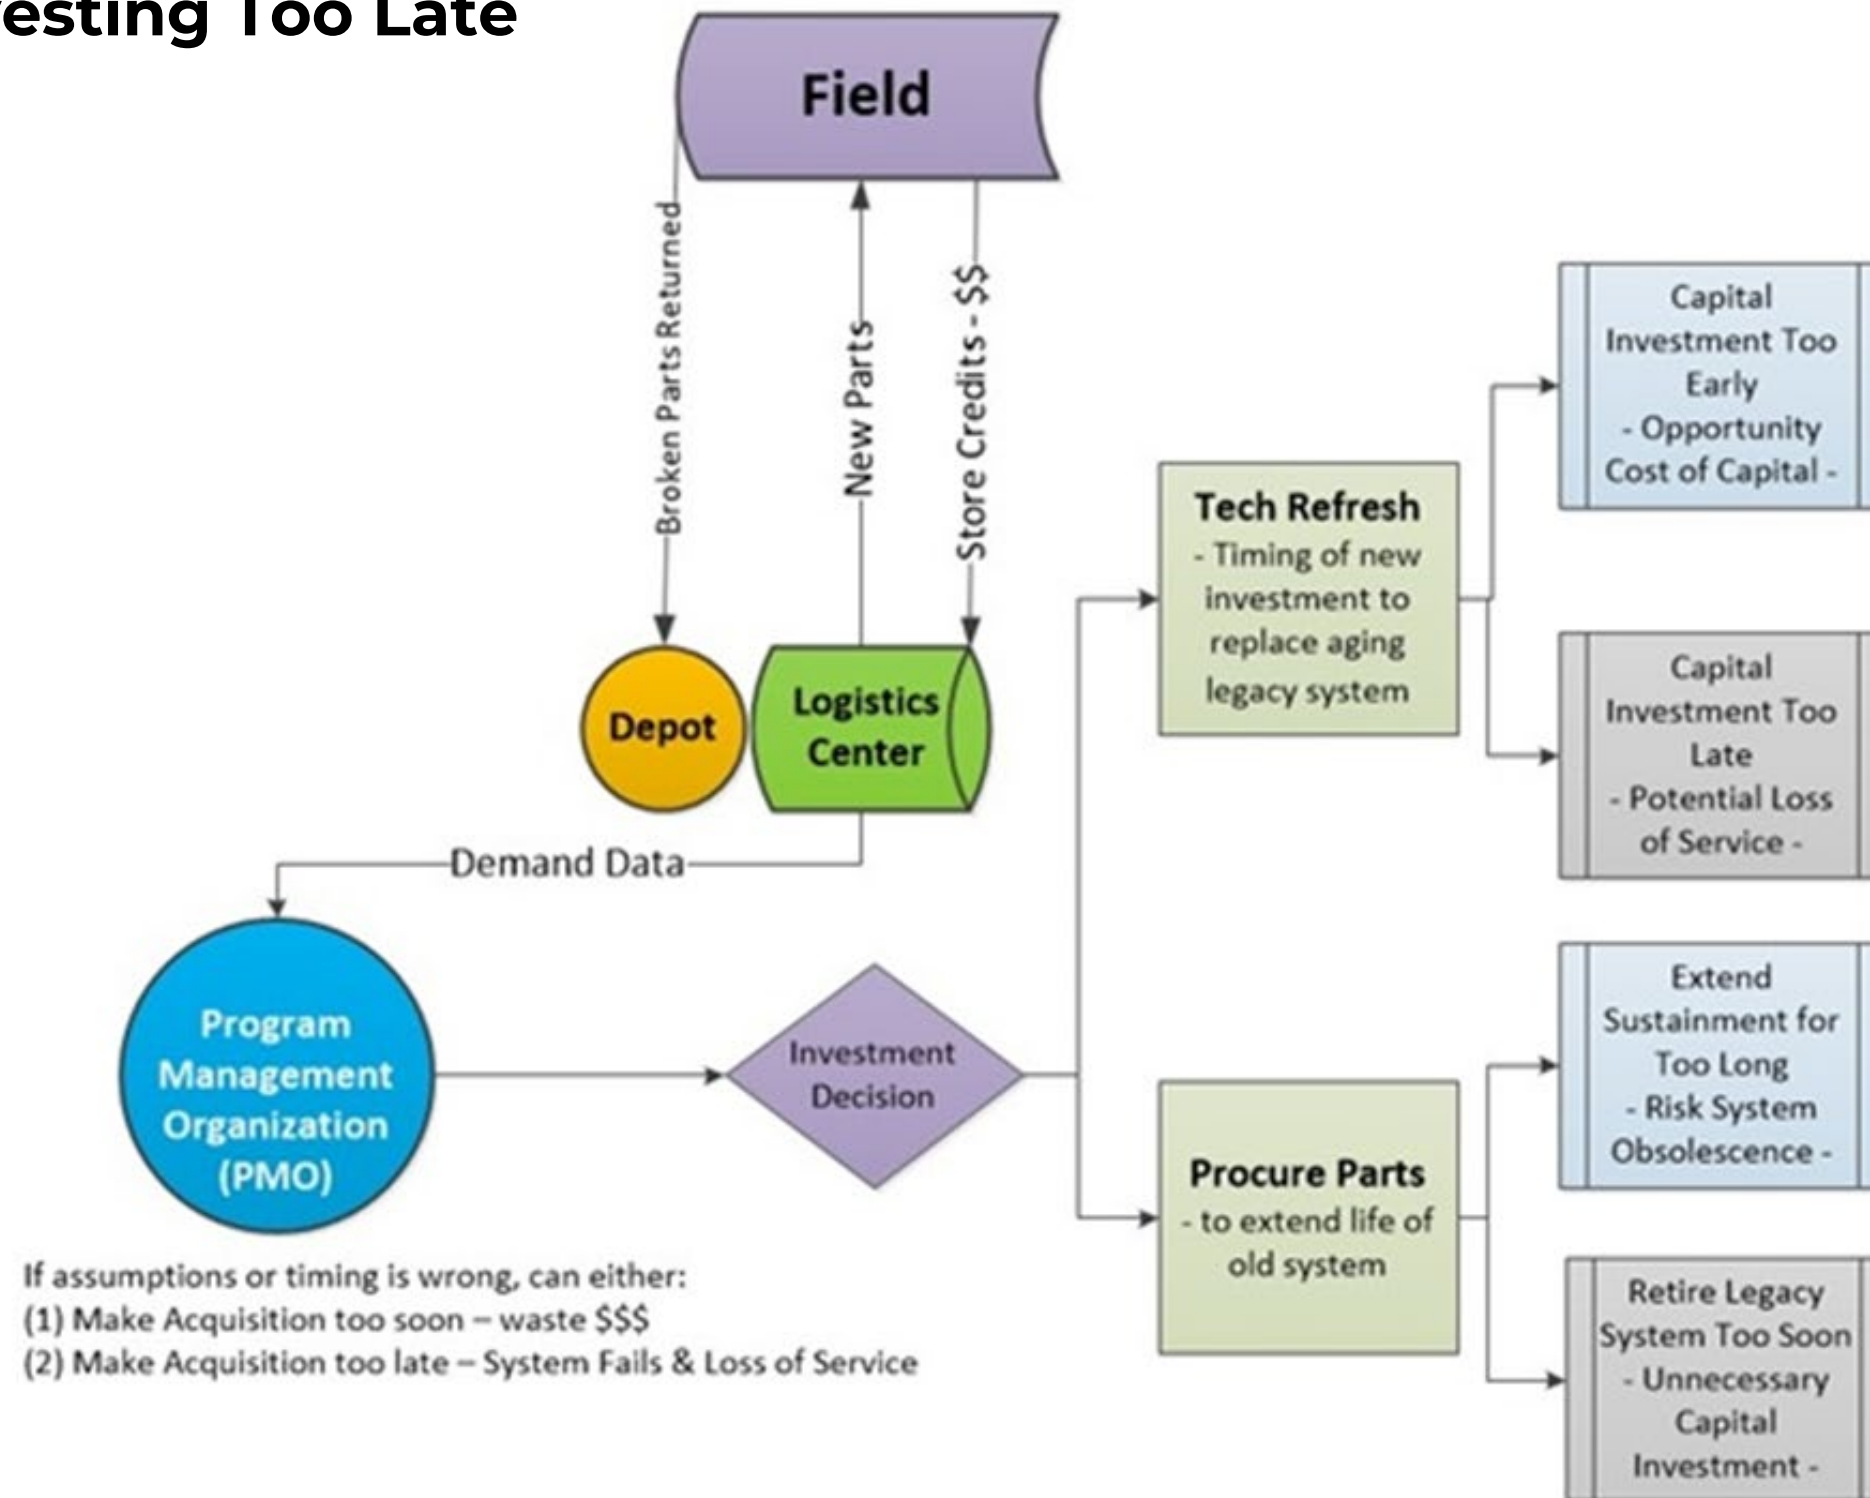 vesting Too Late
Field
Broken Parts Returned
New Parts
Store Credits - $$
Depot
Logistics
Center
Demand Data
Program
Management
Organization
(PMO)
Investment
Decision
Tech Refresh
- Timing of new
investment to
replace aging
legacy system
Procure Parts
- to extend life of
old system
Capital
Investment Too
Early
- Opportunity
Cost of Capital -
Capital
Investment Too
Late
- Potential Loss
of Service -
Extend
Sustainment for
Too Long
- Risk System
Obsolescence -
Retire Legacy
System Too Soon
- Unnecessary
Capital
Investment -
If assumptions or timing is wrong, can either:
(1) Make Acquisition too soon – waste $$$
(2) Make Acquisition too late – System Fails & Loss of Service